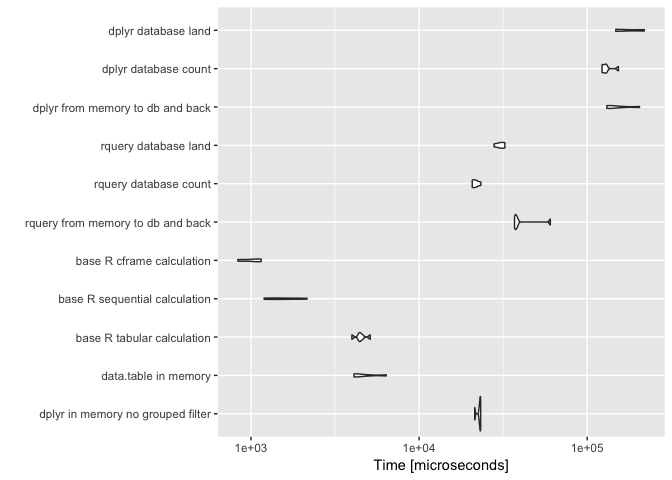 dplyr database land
dplyr database count
dplyr from memory to db and back
rquery database land
rquery database count
rquery from memory to db and back
base R cframe calculation
base R sequential calculation
base R tabular calculation
data.table in memory
dplyr in memory no grouped filter
1e+03 1e+04 1e+05
Time [microseconds]